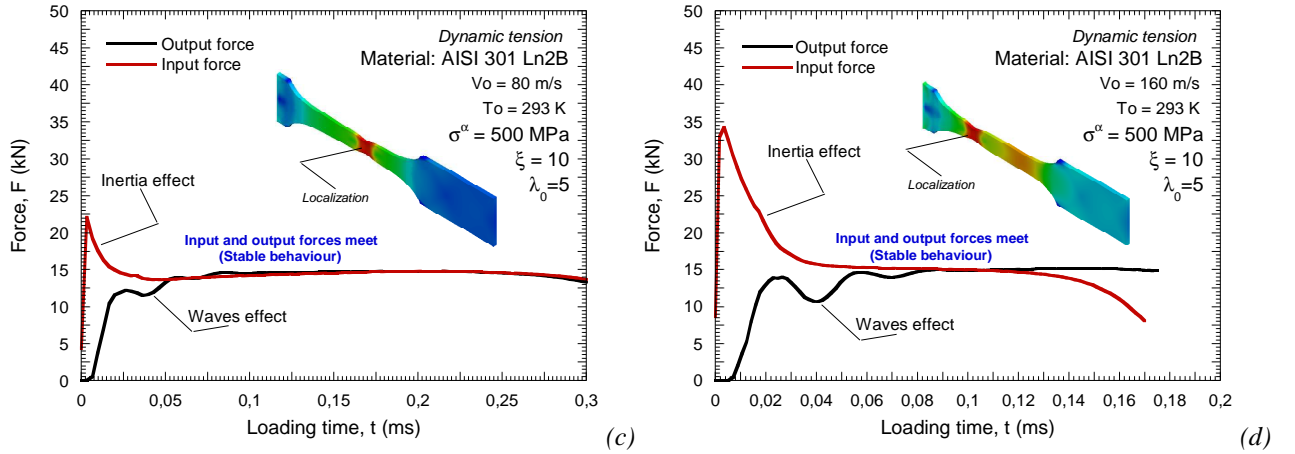 50
45
40
35
30
25
20
15
10
5
0
Force, F (kN)
Output force
Input force
Dynamic tension
Material: AISI 301 Ln2B
Vo = 80 m/s
To = 293 K
σα = 500 MPa
ξ = 10
λ0=5
Localization
Inertia effect
Input and output forces meet
(Stable behaviour)
Waves effect
0 0,05 0,1 0,15 0,2 0,25 0,3
Loading time, t (ms)
(c)
50
45
40
35
30
25
20
15
10
5
0
Force, F (kN)
Output force
Input force
Dynamic tension
Material: AISI 301 Ln2B
Vo = 160 m/s
To = 293 K
σα = 500 MPa
ξ = 10
λ0=5
Localization
Inertia effect
Input and output forces meet
(Stable behaviour)
Waves effect
0 0,02 0,04 0,06 0,08 0,1 0,12 0,14 0,16 0,18 0,2
Loading time, t (ms)
(d)